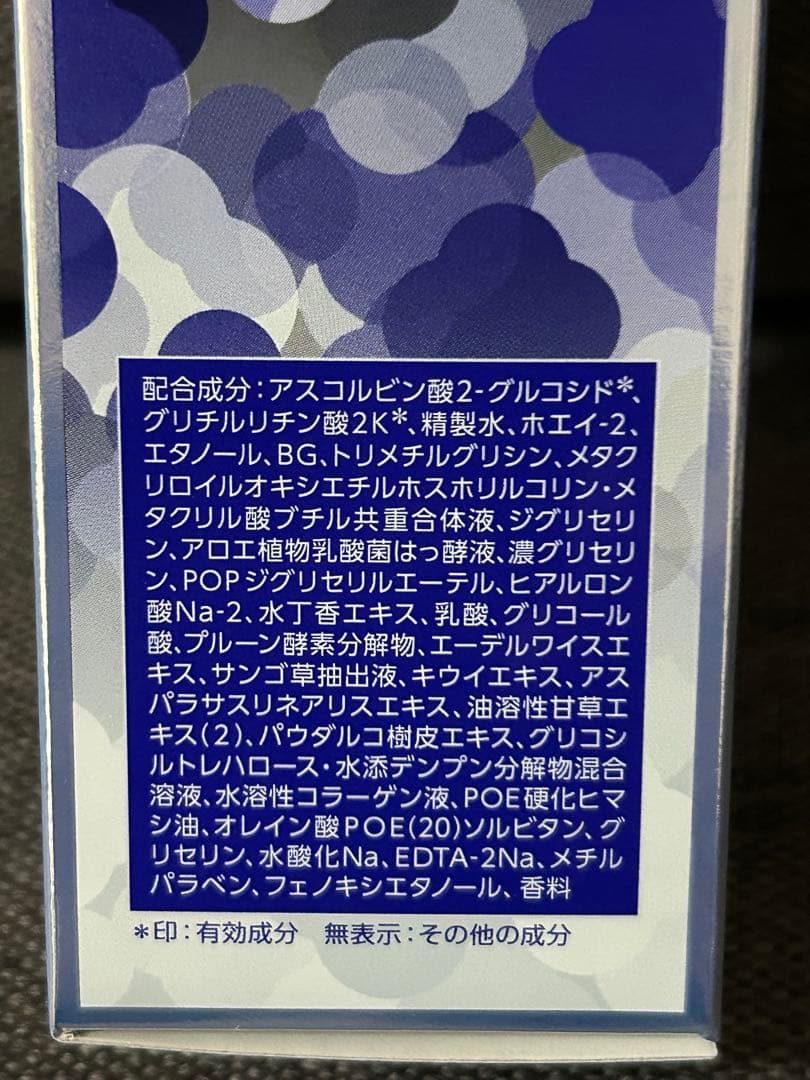 配合成分：アスコルビン酸2-グルコシド*、
グリチルリチン酸2K*、精製水、ホエイ-2、
エタノール、BG、トリメチルグリシン、メタク
リロイルオキシエチルホスホリルコリン・メ
タクリル酸ブチル共重合体液、ジグリセリ
ン、アロエ植物乳酸菌はっ酵液、濃グリセリ
ン、POPジグリセリルエーテル、ヒアルロン
酸Na-2、水丁香エキス、乳酸、グリコール
酸、プルーン酵素分解物、エーデルワイスエ
キス、サンゴ草抽出液、キウイエキス、アス
パラサスリネアリスエキス、油溶性甘草エ
キス(2)、パウダルコ樹皮エキス、グリコシ
ルトレハロース・水添デンプン分解物混合
溶液、水溶性コラーゲン液、POE硬化ヒマ
シ油、オレイン酸POE(20)ソルビタン、グ
リセリン、水酸化Na、EDTA-2Na、メチル
パラベン、フェノキシエタノール、香料
*印：有効成分　無表示：その他の成分